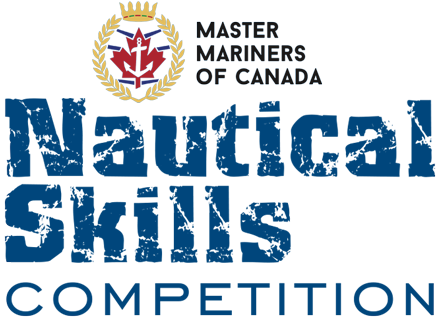 MASTER
MARINERS
OF CANADA
Nautical
Skills
COMPETITION